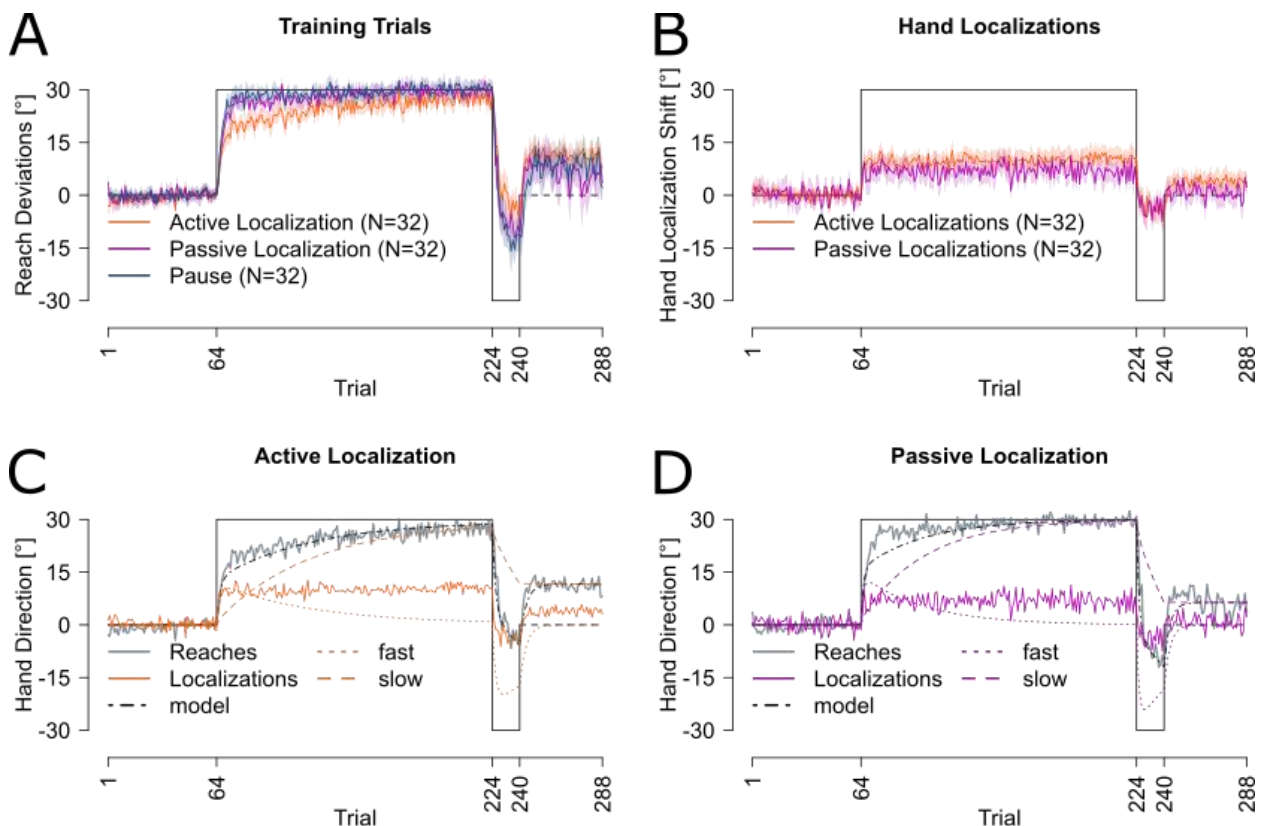 A
Training Trials
Reach Deviations [°]
30
15
0
-15
-30
Active Localization (N=32)
Passive Localization (N=32)
Pause (N=32)
1
64
224
240
288
Trial
B
Hand Localizations
Hand Localization Shift [°]
30
15
0
-15
-30
Active Localizations (N=32)
Passive Localizations (N=32)
1
64
224
240
288
Trial
C
Active Localization
Hand Direction [°]
30
15
0
-15
-30
Reaches fast
Localizations slow
model
1
64
224
240
288
Trial
D
Passive Localization
Hand Direction [°]
30
15
0
-15
-30
Reaches fast
Localizations slow
model
1
64
224
240
288
Trial